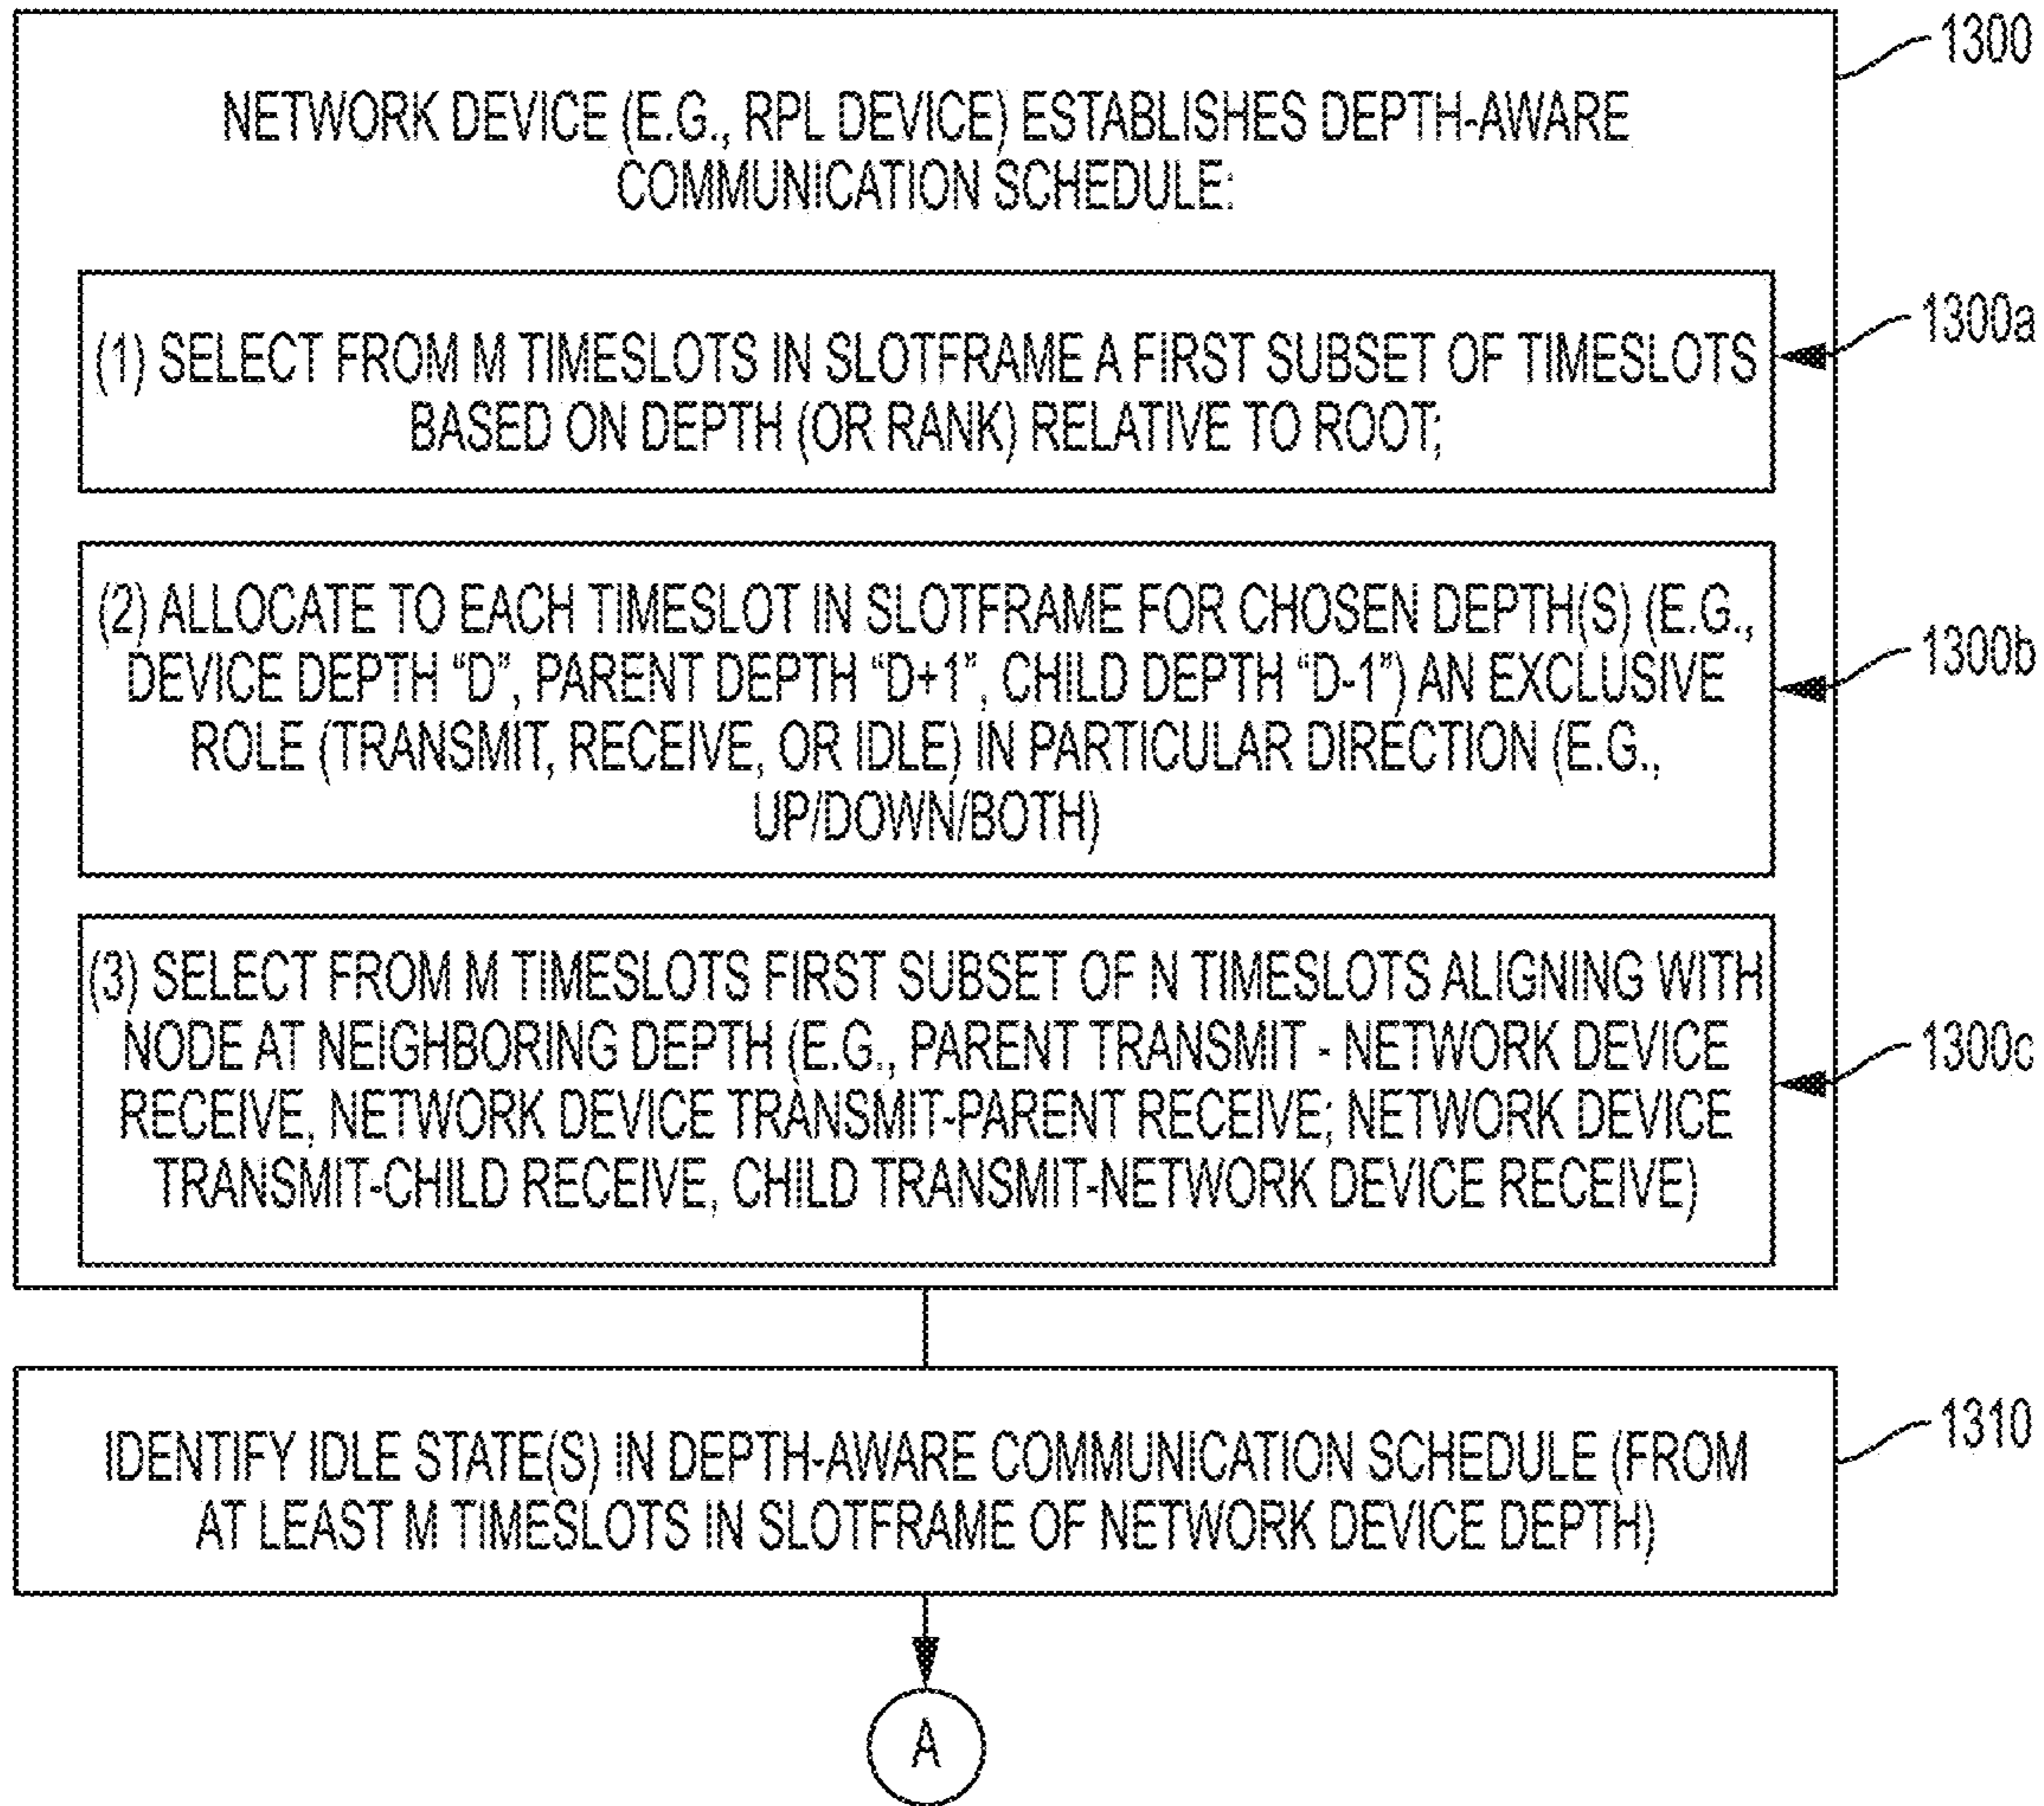 1300
NETWORK DEVICE (E.G., RPL DEVICE) ESTABLISHES DEPTH-AWARE
COMMUNICATION SCHEDULE:
1300a
(1) SELECT FROM M TIMESLOTS IN SLOTFRAME A FIRST SUBSET OF TIMESLOTS
BASED ON DEPTH (OR RANK) RELATIVE TO ROOT;
(2) ALLOCATE TO EACH TIMESLOT IN SLOTFRAME FOR CHOSEN DEPTH(S) (E.G.,
DEVICE DEPTH "D", PARENT DEPTH "D+1", CHILD DEPTH "D-1") AN EXCLUSIVE
1300b
ROLE (TRANSMIT, RECEIVE, OR IDLE) IN PARTICULAR DIRECTION (E.G.,
UP/DOWN/BOTH)
(3) SELECT FROM M TIMESLOTS FIRST SUBSET OF N TIMESLOTS ALIGNING WITH
NODE AT NEIGHBORING DEPTH (E.G., PARENT TRANSMIT - NETWORK DEVICE
1300c
RECEIVE, NETWORK DEVICE TRANSMIT-PARENT RECEIVE; NETWORK DEVICE
TRANSMIT-CHILD RECEIVE, CHILD TRANSMIT-NETWORK DEVICE RECEIVE)
1310
IDENTIFY IDLE STATE(S) IN DEPTH-AWARE COMMUNICATION SCHEDULE (FROM
AT LEAST M TIMESLOTS IN SLOTFRAME OF NETWORK DEVICE DEPTH)
A